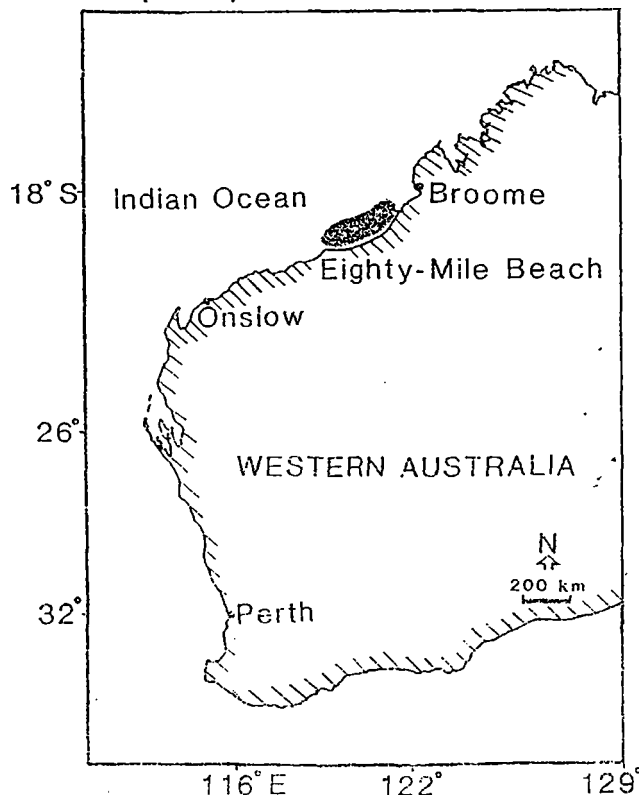 18° S
Indian Ocean
Broome
Eighty-Mile Beach
Onslow
26°
WESTERN AUSTRALIA
N
200 km
32°
Perth
116° E
122°
129°